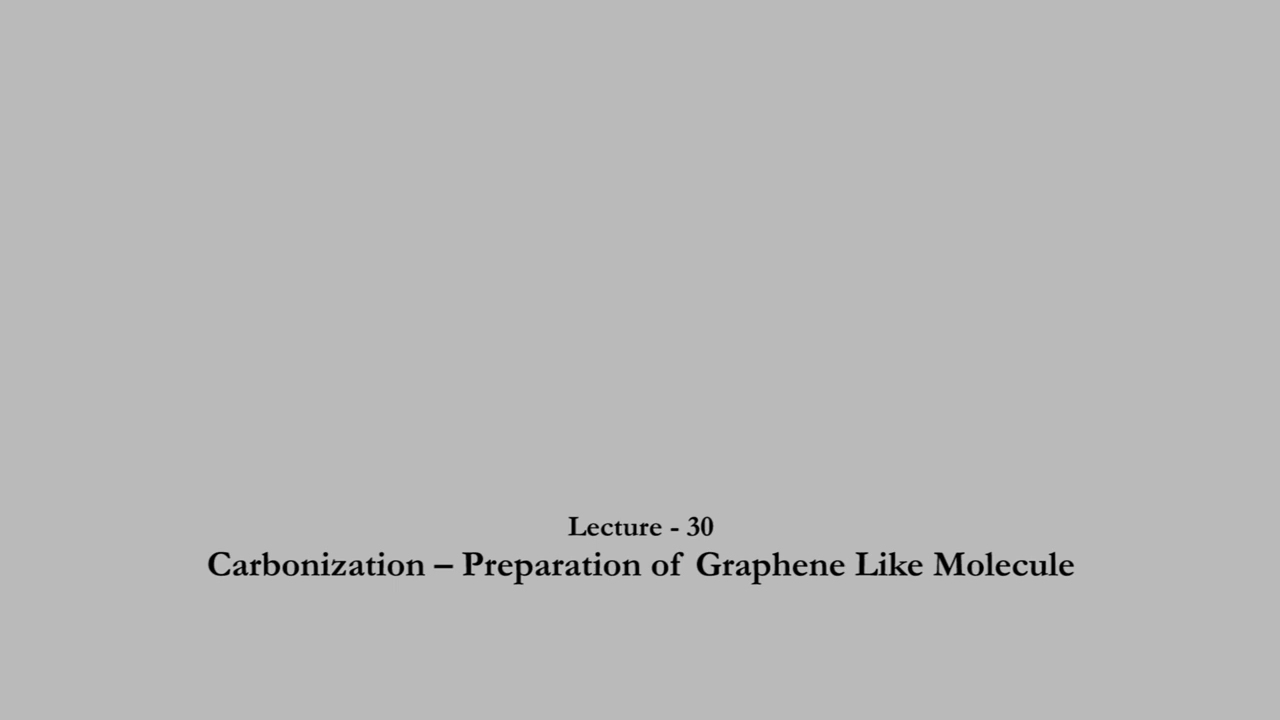 Lecture - 30
Carbonization – Preparation of Graphene Like Molecule